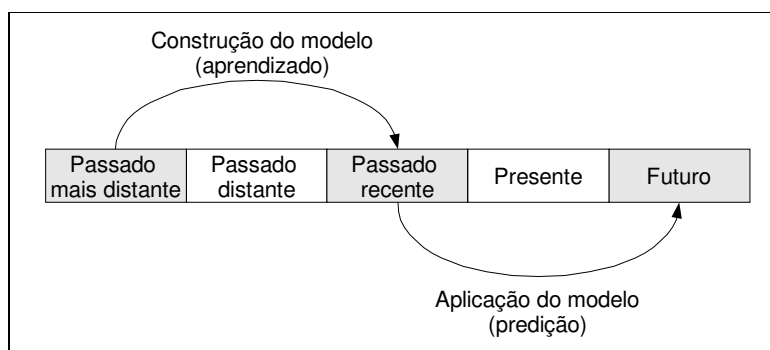 Construção do modelo
(aprendizado)
Passado
mais distante
Passado
distante
Passado
recente
Presente
Futuro
Aplicação do modelo
(predição)